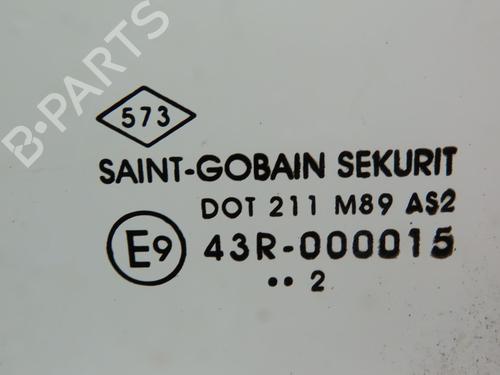 B-PARTS
573
SAINT-GOBAIN SEKURIT
DOT 211 M89 AS2
E9 43R-000015
•• 2